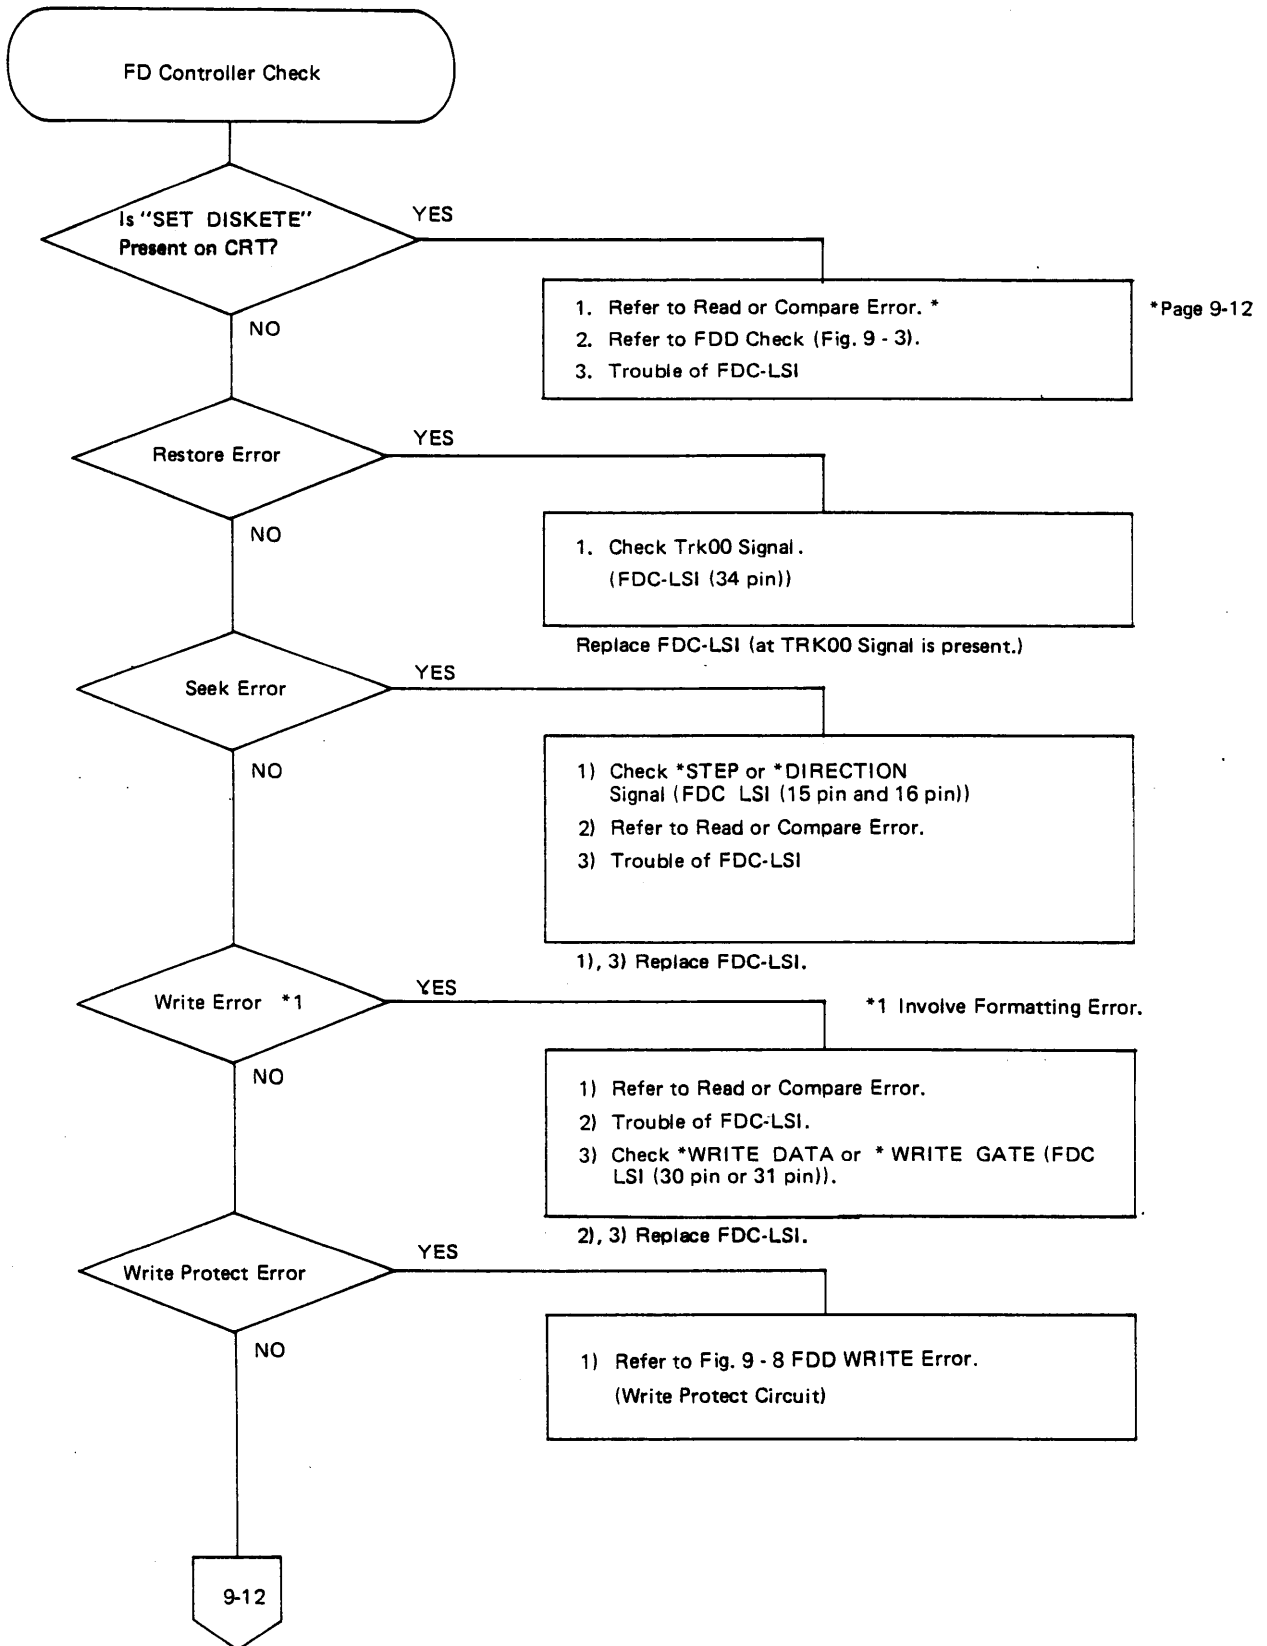 FD Controller Check
Is "SET DISKETE"
Present on CRT?
YES
NO
1. Refer to Read or Compare Error. *
2. Refer to FDD Check (Fig. 9 - 3).
3. Trouble of FDC-LSI
*Page 9-12
Restore Error
YES
NO
1. Check Trk00 Signal.
(FDC-LSI (34 pin))
Replace FDC-LSI (at TRK00 Signal is present.)
Seek Error
YES
NO
1) Check *STEP or *DIRECTION
Signal (FDC LSI (15 pin and 16 pin))
2) Refer to Read or Compare Error.
3) Trouble of FDC-LSI
1), 3) Replace FDC-LSI.
Write Error *1
YES
NO
*1 Involve Formatting Error.
1) Refer to Read or Compare Error.
2) Trouble of FDC-LSI.
3) Check *WRITE DATA or * WRITE GATE (FDC
LSI (30 pin or 31 pin)).
2), 3) Replace FDC-LSI.
Write Protect Error
YES
NO
1) Refer to Fig. 9 - 8 FDD WRITE Error.
(Write Protect Circuit)
9-12